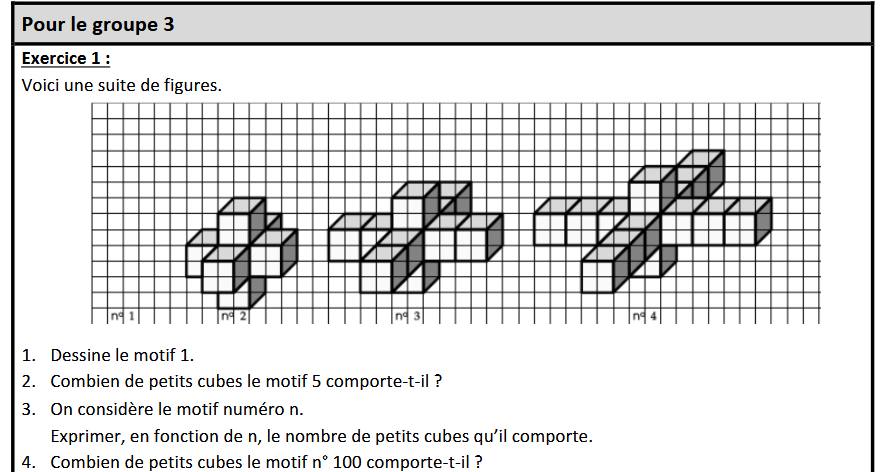 Pour le groupe 3
Exercice 1 :
Voici une suite de figures.
n° 1
n° 2
n° 3
n° 4
1. Dessine le motif 1.
2. Combien de petits cubes le motif 5 comporte-t-il ?
3. On considère le motif numéro n.
Exprimer, en fonction de n, le nombre de petits cubes qu’il comporte.
4. Combien de petits cubes le motif n° 100 comporte-t-il ?